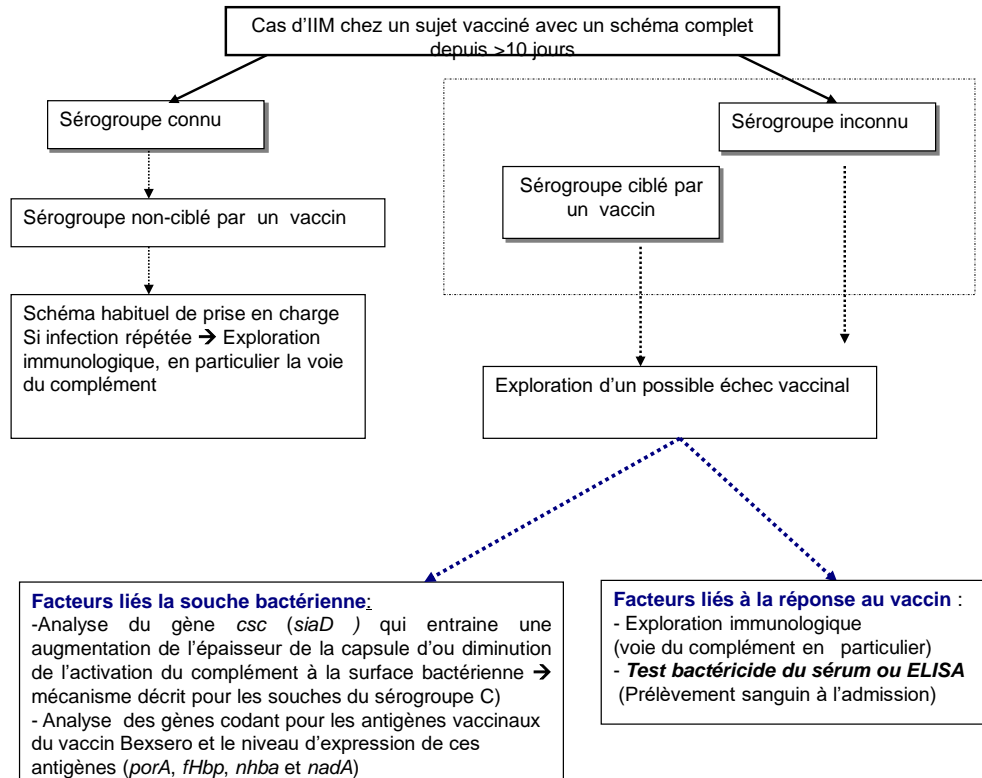 Cas d’IIM chez un sujet vacciné avec un schéma complet
depuis >10 jours
Sérogroupe connu
Sérogroupe inconnu
Sérogroupe ciblé par
un vaccin
Sérogroupe non-ciblé par un vaccin
Schéma habituel de prise en charge
Si infection répétée → Exploration
immunologique, en particulier la voie
du complément
Exploration d’un possible échec vaccinal
Facteurs liés la souche bactérienne:
-Analyse du gène csc (siaD ) qui entraine une
augmentation de l’épaisseur de la capsule d’ou diminution
de l’activation du complément à la surface bactérienne →
mécanisme décrit pour les souches du sérogroupe C)
- Analyse des gènes codant pour les antigènes vaccinaux
du vaccin Bexsero et le niveau d’expression de ces
antigènes (porA, fHbp, nhba et nadA)
Facteurs liés à la réponse au vaccin :
- Exploration immunologique
(voie du complément en particulier)
- Test bactéricide du sérum ou ELISA
(Prélèvement sanguin à l’admission)